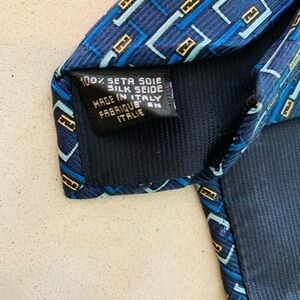 100% SETA SOIE
SILK SEIDE
MADE IN ITALY
FABRIQUE EN
ITALIE